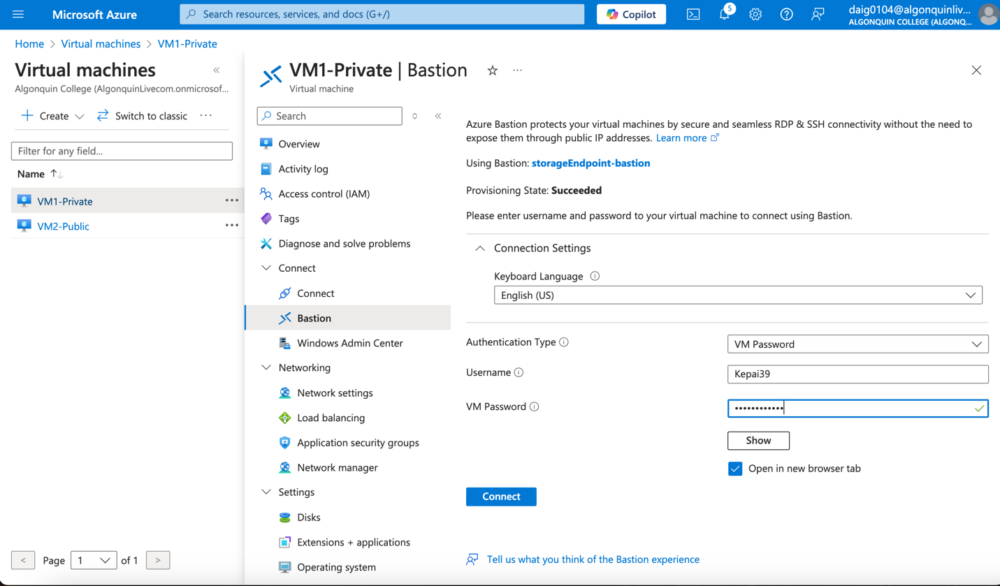 Microsoft Azure
Search resources, services, and docs (G+/)
Copilot
5
daig0104@algonquinliv...
ALGONQUIN COLLEGE (ALGONQ...
Home > Virtual machines > VM1-Private
Virtual machines
Algonquin College (AlgonquinLivecom.onmicrosof...
Create
Switch to classic
Filter for any field...
Name
VM1-Private
VM2-Public
< Page 1 of 1 >
VM1-Private | Bastion
Virtual machine
Search
Overview
Activity log
Access control (IAM)
Tags
Diagnose and solve problems
Connect
Connect
Bastion
Windows Admin Center
Networking
Network settings
Load balancing
Application security groups
Network manager
Settings
Disks
Extensions + applications
Operating system
Azure Bastion protects your virtual machines by secure and seamless RDP & SSH connectivity without the need to
expose them through public IP addresses. Learn more
Using Bastion: storageEndpoint-bastion
Provisioning State: Succeeded
Please enter username and password to your virtual machine to connect using Bastion.
Connection Settings
Keyboard Language
English (US)
Authentication Type
VM Password
Username
Kepai39
VM Password
••••••••••••
Show
Open in new browser tab
Connect
Tell us what you think of the Bastion experience